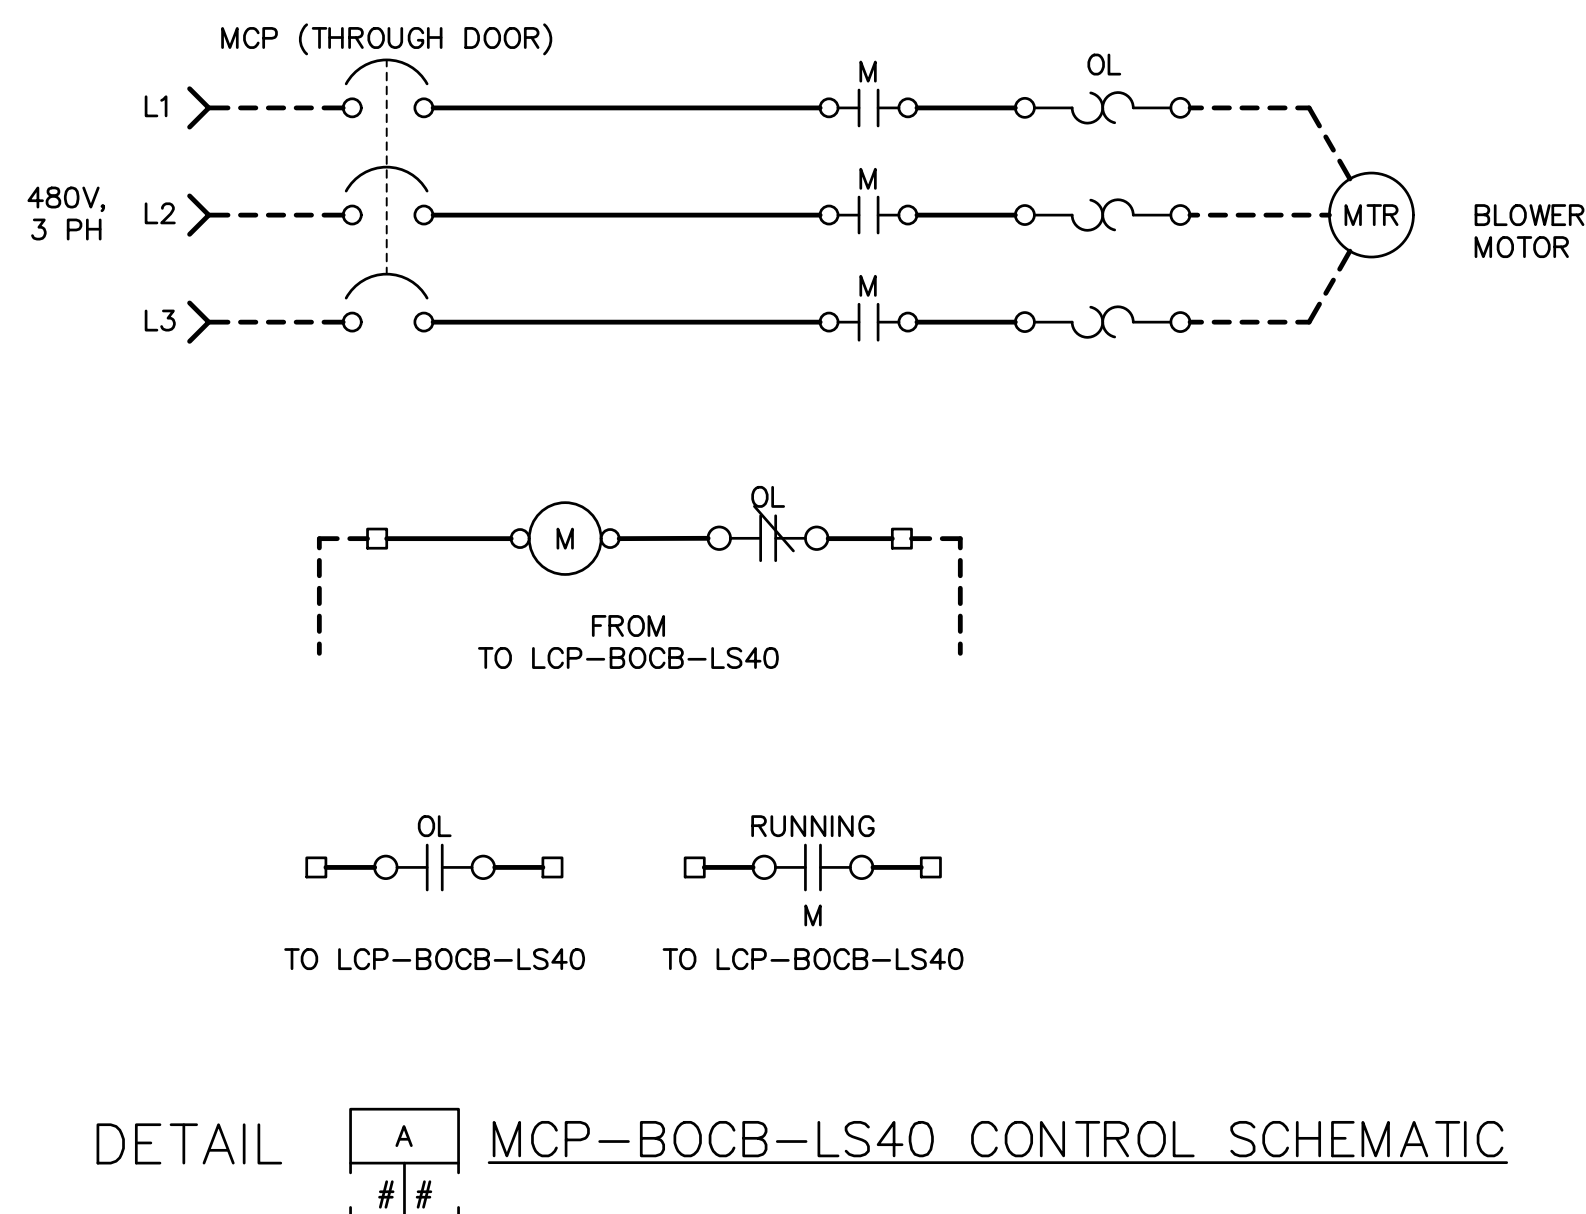 MCP (THROUGH DOOR)
M
OL
L1
480V,
3 PH
L2
M
MTR
BLOWER
MOTOR
L3
M
OL
M
FROM
TO LCP-BOCB-LS40
OL
RUNNING
M
TO LCP-BOCB-LS40
TO LCP-BOCB-LS40
DETAIL
A
MCP-BOCB-LS40 CONTROL SCHEMATIC
# #